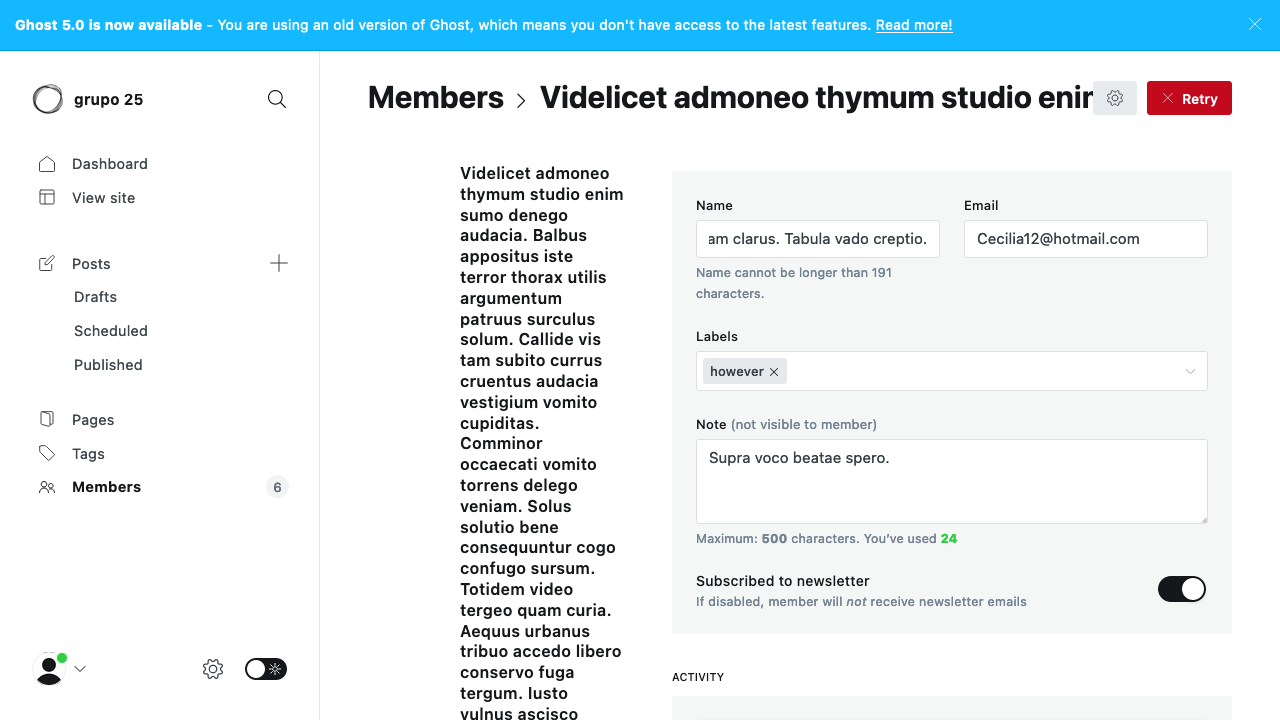 Ghost 5.0 is now available - You are using an old version of Ghost, which means you don't have access to the latest features. Read more!
grupo 25
Dashboard
View site
Posts
Drafts
Scheduled
Published
Pages
Tags
Members
6
Members > Videlicet admoneo thymum studio enim
Retry
Videlicet admoneo
thymum studio enim
sumo denego
audacia. Balbus
appositus iste
terror thorax utilis
argumentum
patruus surculus
solum. Callide vis
tam subito currus
cruentus audacia
vestigium vomito
cupiditas.
Comminor
occaecati vomito
torrens delego
veniam. Solus
solutio bene
consequuntur cogo
confugo sursum.
Totidem video
tergeo quam curia.
Aequus urbanus
tribuo accedo libero
conservo fuga
tergum. Iusto
vulnus ascisco
Name
am clarus. Tabula vado creptio.
Name cannot be longer than 191
characters.
Email
Cecilia12@hotmail.com
Labels
however
Note (not visible to member)
Supra voco beatae spero.
Maximum: 500 characters. You've used 24
Subscribed to newsletter
If disabled, member will not receive newsletter emails
ACTIVITY